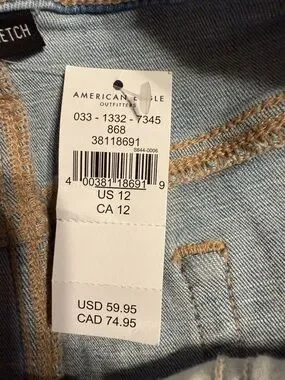 ETCH
AMERICAN EAGLE
OUTFITTERS
033 - 1332 - 7345
868
38118691
S844-0006
4 00381 18691 9
US 12
CA 12
USD 59.95
CAD 74.95